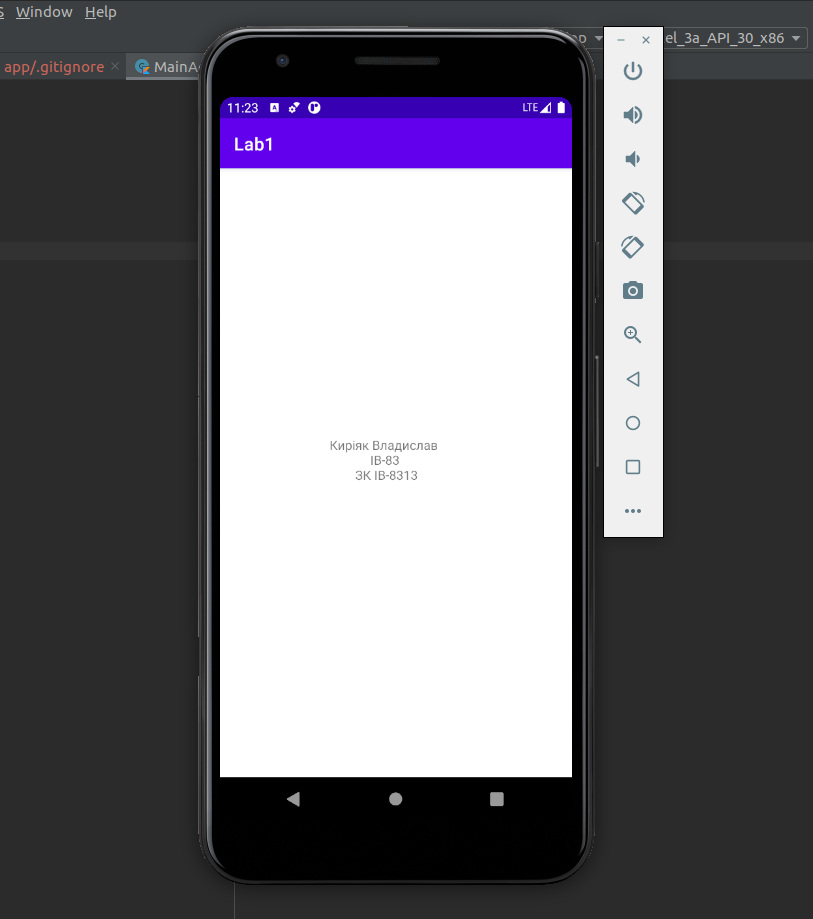 Window Help
app/.gitignore
MainA
el_3a_API_30_x86
11:23
LTE
Lab1
Киріяк Владислав
ІВ-83
ЗК ІВ-8313